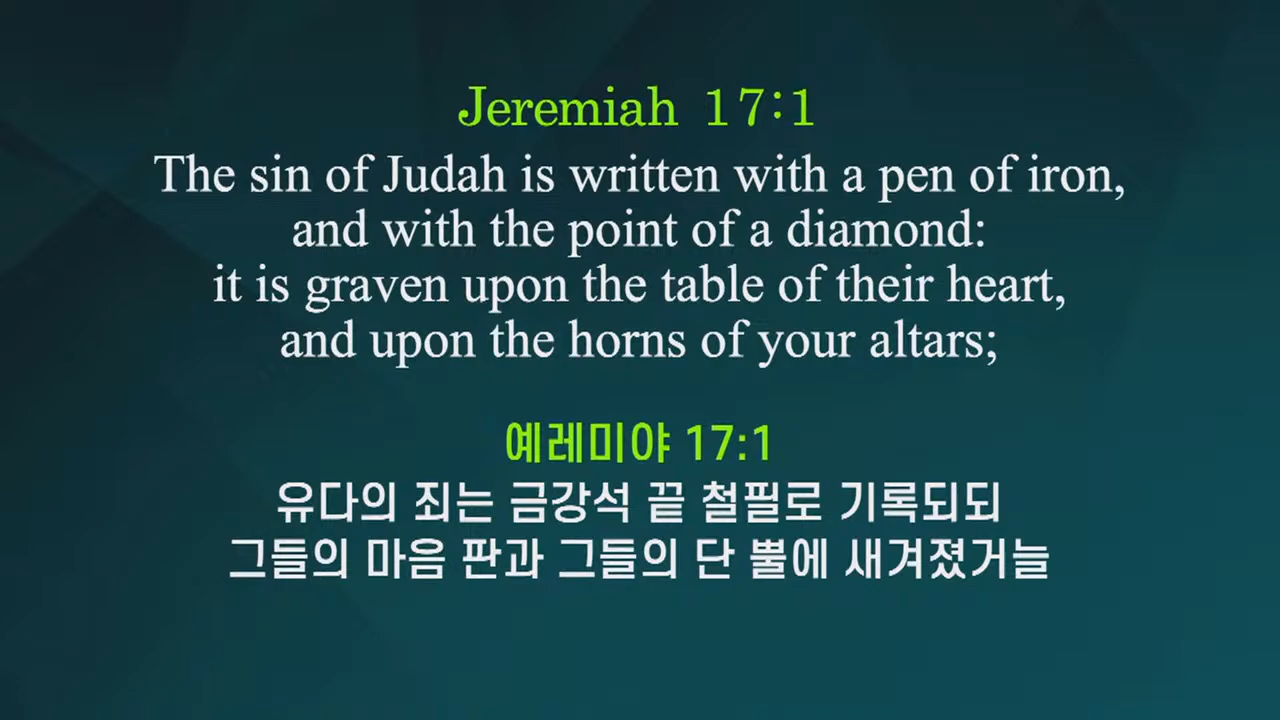 Jeremiah 17:1
The sin of Judah is written with a pen of iron,
and with the point of a diamond:
it is graven upon the table of their heart,
and upon the horns of your altars;
예레미야 17:1
유다의 죄는 금강석 끝 철필로 기록되되
그들의 마음 판과 그들의 단 뿔에 새겨졌거늘